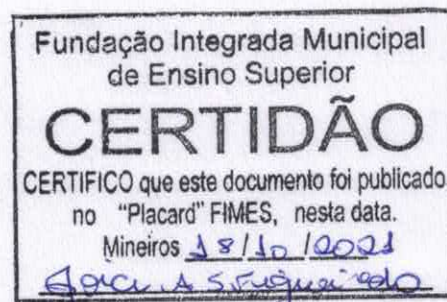 Fundação Integrada Municipal
de Ensino Superior
CERTIDÃO
CERTIFICO que este documento foi publicado
no "Placard" FIMES, nesta data.
Mineiros 18/10/2021
A S. Figueiredo